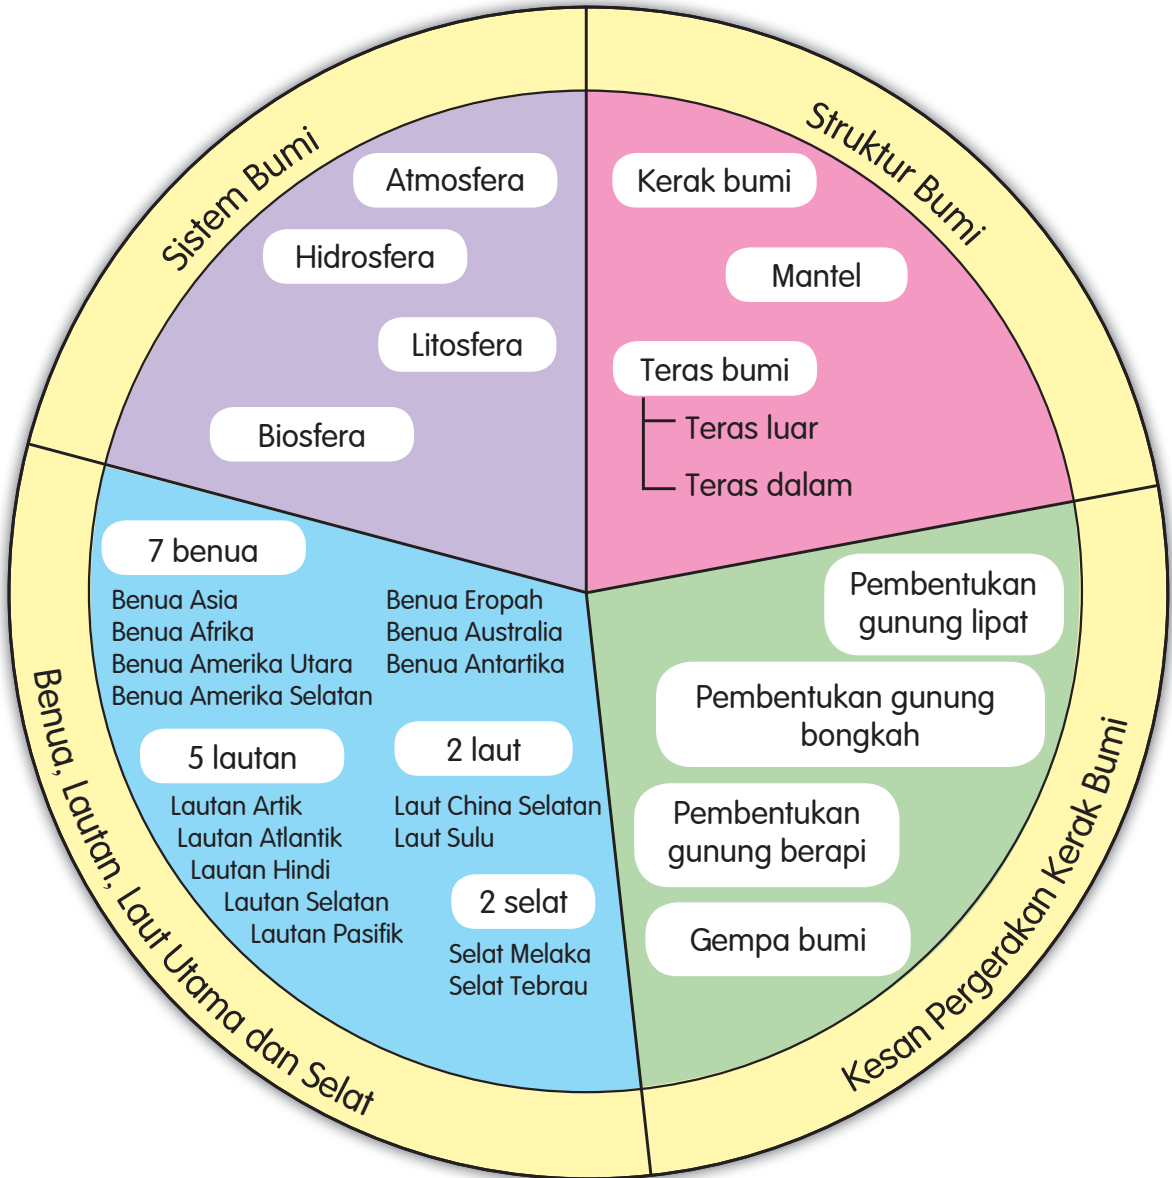 Sistem Bumi
Atmosfera
Hidrosfera
Litosfera
Biosfera
Struktur Bumi
Kerak bumi
Mantel
Teras bumi
Teras luar
Teras dalam
Kesan Pergerakan Kerak Bumi
Pembentukan
gunung lipat
Pembentukan gunung
bongkah
Pembentukan
gunung berapi
Gempa bumi
Benua, Lautan, Laut Utama dan Selat
7 benua
Benua Asia
Benua Afrika
Benua Amerika Utara
Benua Amerika Selatan
Benua Eropah
Benua Australia
Benua Antartika
5 lautan
Lautan Artik
Lautan Atlantik
Lautan Hindi
Lautan Selatan
Lautan Pasifik
2 laut
Laut China Selatan
Laut Sulu
2 selat
Selat Melaka
Selat Tebrau